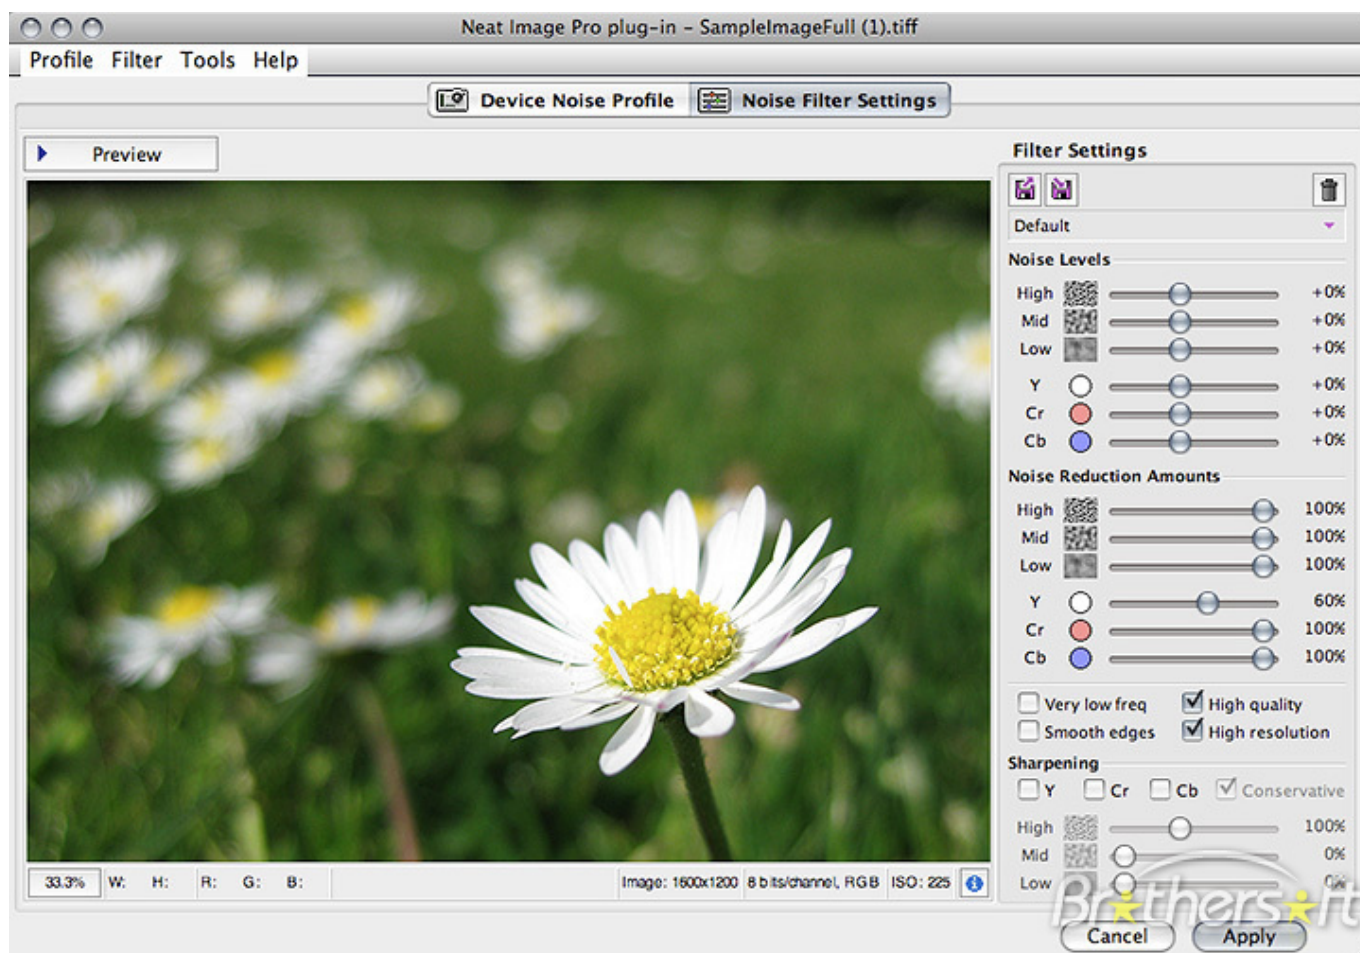 Neat Image Pro plug-in – SampleImageFull (1).tiff
Profile Filter Tools Help
Device Noise Profile Noise Filter Settings
Preview
Filter Settings
Default
Noise Levels
High +0%
Mid +0%
Low +0%
Y +0%
Cr +0%
Cb +0%
Noise Reduction Amounts
High 100%
Mid 100%
Low 100%
Y 60%
Cr 100%
Cb 100%
Very low freq High quality
Smooth edges High resolution
Sharpening
Y Cr Cb Conservative
High 100%
Mid 0%
Low 0%
33.3% W: H: R: G: B: Image: 1600x1200 8 bits/channel, RGB ISO: 225
Brothersoft
Cancel Apply